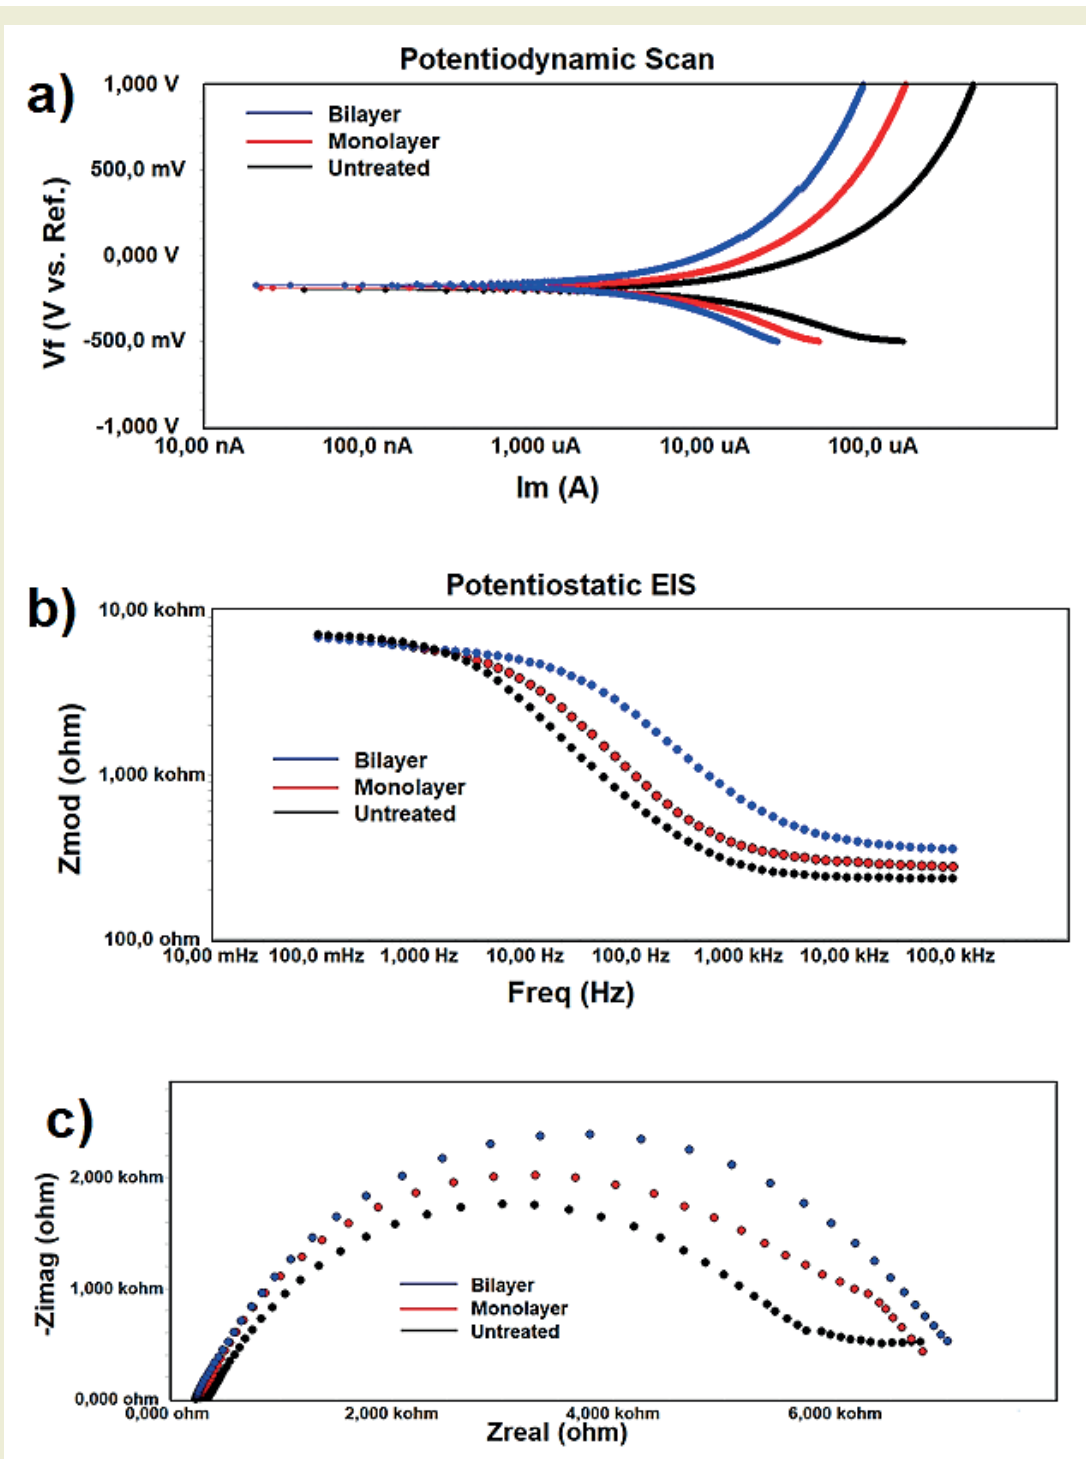 a)
Potentiodynamic Scan
1,000 V
500,0 mV
0,000 V
-500,0 mV
-1,000 V
Vf (V vs. Ref.)
Bilayer
Monolayer
Untreated
10,00 nA 100,0 nA 1,000 uA 10,00 uA 100,0 uA
Im (A)
b)
Potentiostatic EIS
10,00 kohm
1,000 kohm
100,0 ohm
Zmod (ohm)
Bilayer
Monolayer
Untreated
10,00 mHz 100,0 mHz 1,000 Hz 10,00 Hz 100,0 Hz 1,000 kHz 10,00 kHz 100,0 kHz
Freq (Hz)
c)
2,000 kohm
1,000 kohm
0,000 ohm
-Zimag (ohm)
Bilayer
Monolayer
Untreated
0,000 ohm 2,000 kohm 4,000 kohm 6,000 kohm
Zreal (ohm)